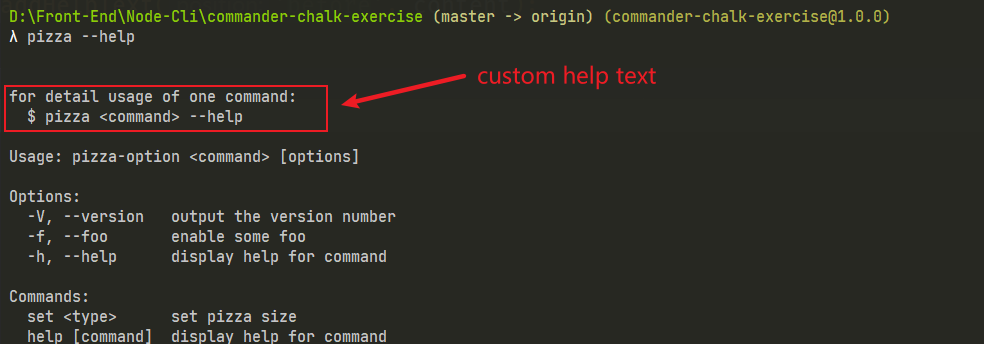 D:\Front-End\Node-Cli\commander-chalk-exercise (master -> origin) (commander-chalk-exercise@1.0.0)
λ pizza --help
custom help text
for detail usage of one command:
$ pizza <command> --help
Usage: pizza-option <command> [options]
Options:
-V, --version output the version number
-f, --foo enable some foo
-h, --help display help for command
Commands:
set <type> set pizza size
help [command] display help for command